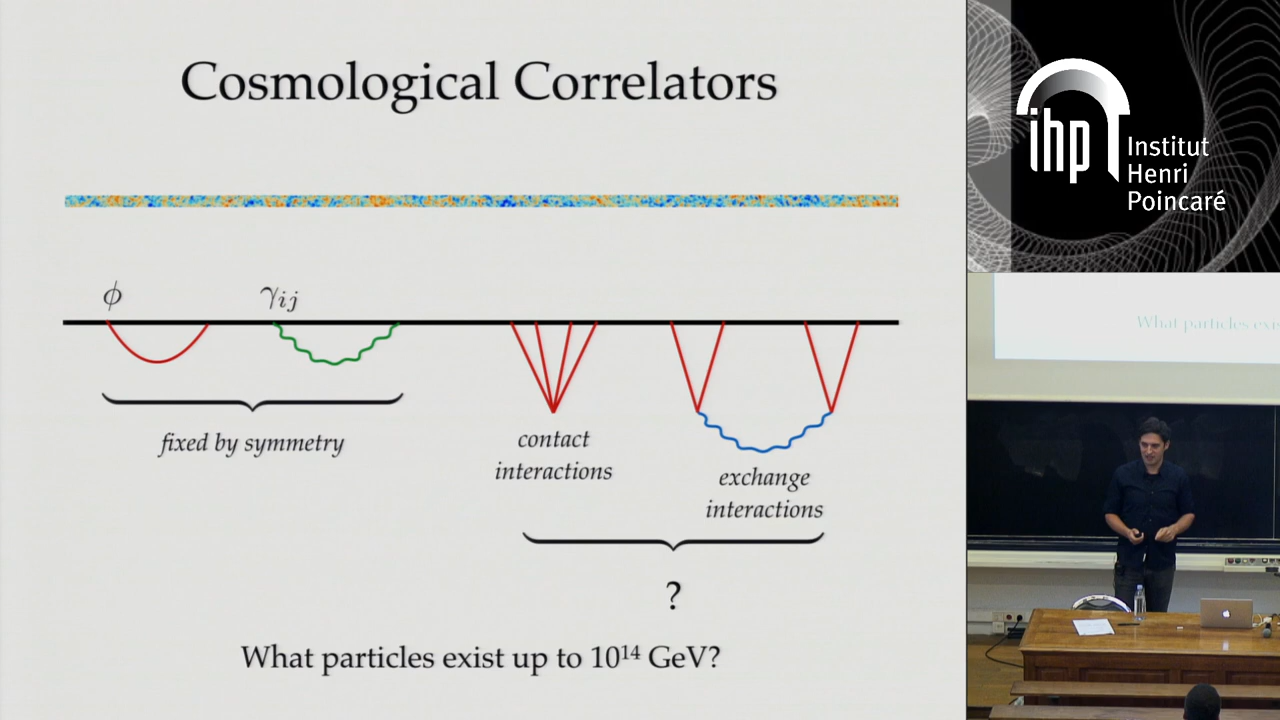 Cosmological Correlators
ϕ
γij
fixed by symmetry
contact
interactions
exchange
interactions
?
What particles exist up to 10¹⁴ GeV?
ihp
Institut
Henri
Poincaré
What particles exis